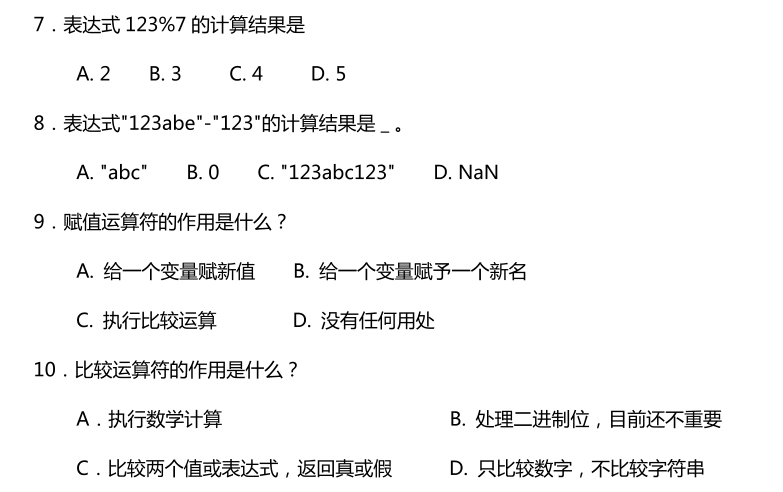 7．表达式 123%7 的计算结果是
A. 2 B. 3 C. 4 D. 5
8．表达式"123abe"-"123"的计算结果是 _ 。
A. "abc" B. 0 C. "123abc123" D. NaN
9．赋值运算符的作用是什么？
A. 给一个变量赋新值 B. 给一个变量赋予一个新名
C. 执行比较运算 D. 没有任何用处
10．比较运算符的作用是什么？
A．执行数学计算 B. 处理二进制位，目前还不重要
C．比较两个值或表达式，返回真或假 D. 只比较数字，不比较字符串